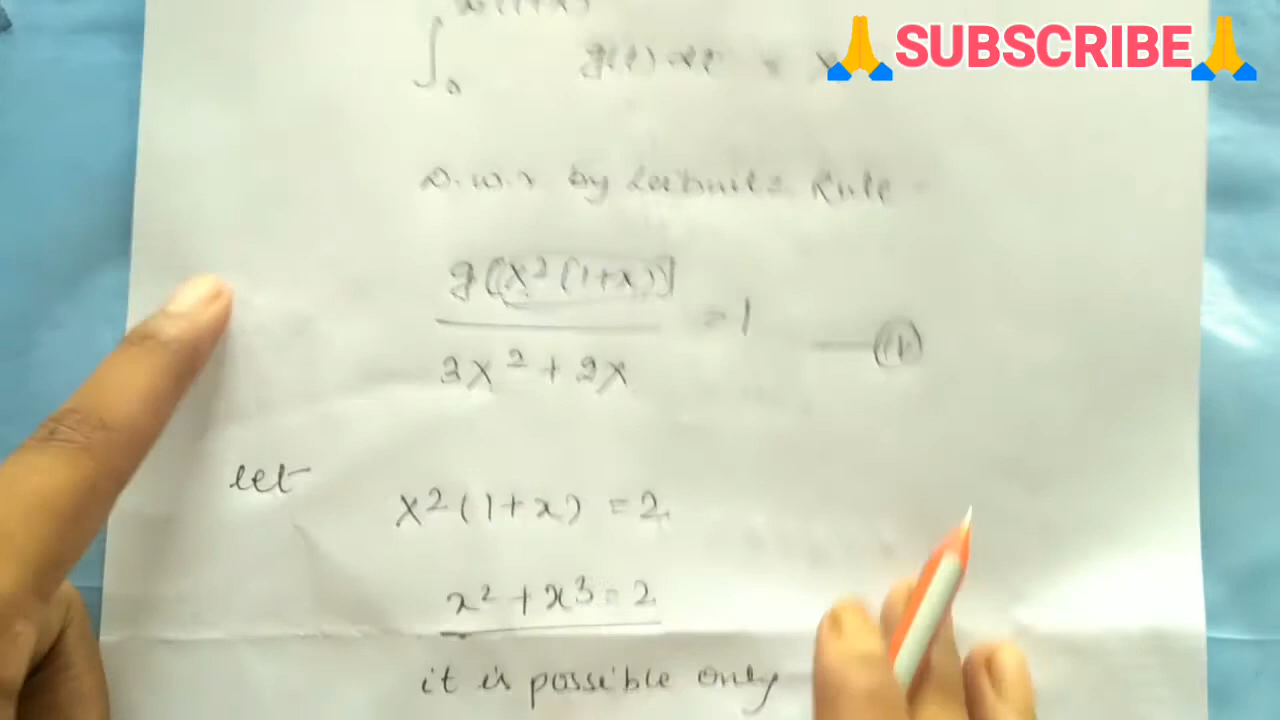 🙏SUBSCRIBE🙏
∫₀ g(t) dt = x
D.W.r by Leibnitz Rule -
g[x²(1+x)]
3x² + 2x
= 1 —(1)
let
x²(1+x) = 2
x² + x³ = 2
it is possible only